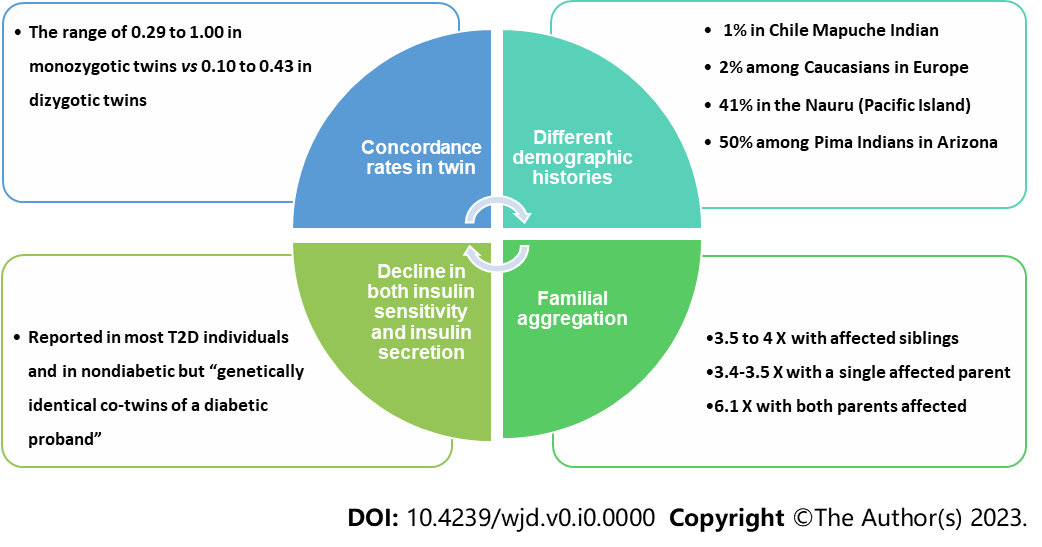 • The range of 0.29 to 1.00 in
monozygotic twins vs 0.10 to 0.43 in
dizygotic twins
Concordance
rates in twin
Different
demographic
histories
• 1% in Chile Mapuche Indian
• 2% among Caucasians in Europe
• 41% in the Nauru (Pacific Island)
• 50% among Pima Indians in Arizona
Decline in
both insulin
sensitivity
and insulin
secretion
• Reported in most T2D individuals
and in nondiabetic but “genetically
identical co-twins of a diabetic
proband”
Familial
aggregation
•3.5 to 4 X with affected siblings
•3.4-3.5 X with a single affected parent
•6.1 X with both parents affected
DOI: 10.4239/wjd.v0.i0.0000 Copyright ©The Author(s) 2023.